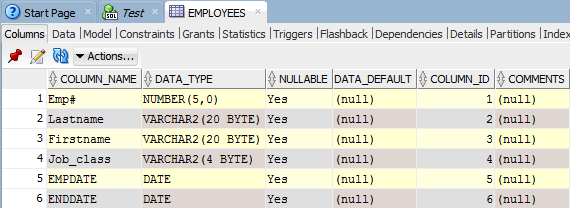 Start Page Test EMPLOYEES
Columns Data Model Constraints Grants Statistics Triggers Flashback Dependencies Details Partitions Index
Actions...
COLUMN_NAME DATA_TYPE NULLABLE DATA_DEFAULT COLUMN_ID COMMENTS
1 Emp# NUMBER(5,0) Yes (null) 1 (null)
2 Lastname VARCHAR2(20 BYTE) Yes (null) 2 (null)
3 Firstname VARCHAR2(20 BYTE) Yes (null) 3 (null)
4 Job_class VARCHAR2(4 BYTE) Yes (null) 4 (null)
5 EMPDATE DATE Yes (null) 5 (null)
6 ENDDATE DATE Yes (null) 6 (null)